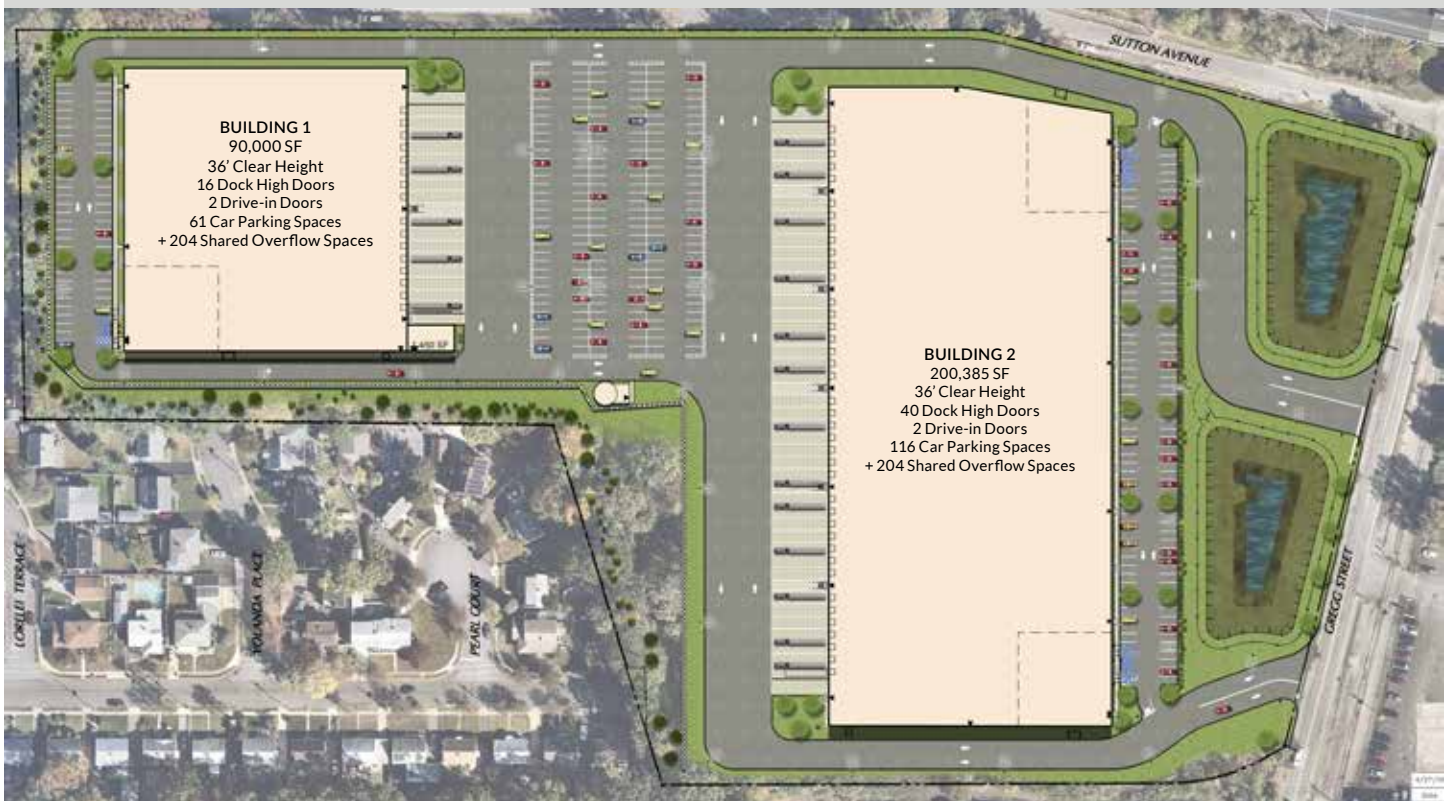 SUTTON AVENUE
BUILDING 1
90,000 SF
36' Clear Height
16 Dock High Doors
2 Drive-in Doors
61 Car Parking Spaces
+ 204 Shared Overflow Spaces
BUILDING 2
200,385 SF
36' Clear Height
40 Dock High Doors
2 Drive-in Doors
116 Car Parking Spaces
+ 204 Shared Overflow Spaces
SF
TERRACE
YOLANDA PLACE
PEARL COURT
GREGG STREET